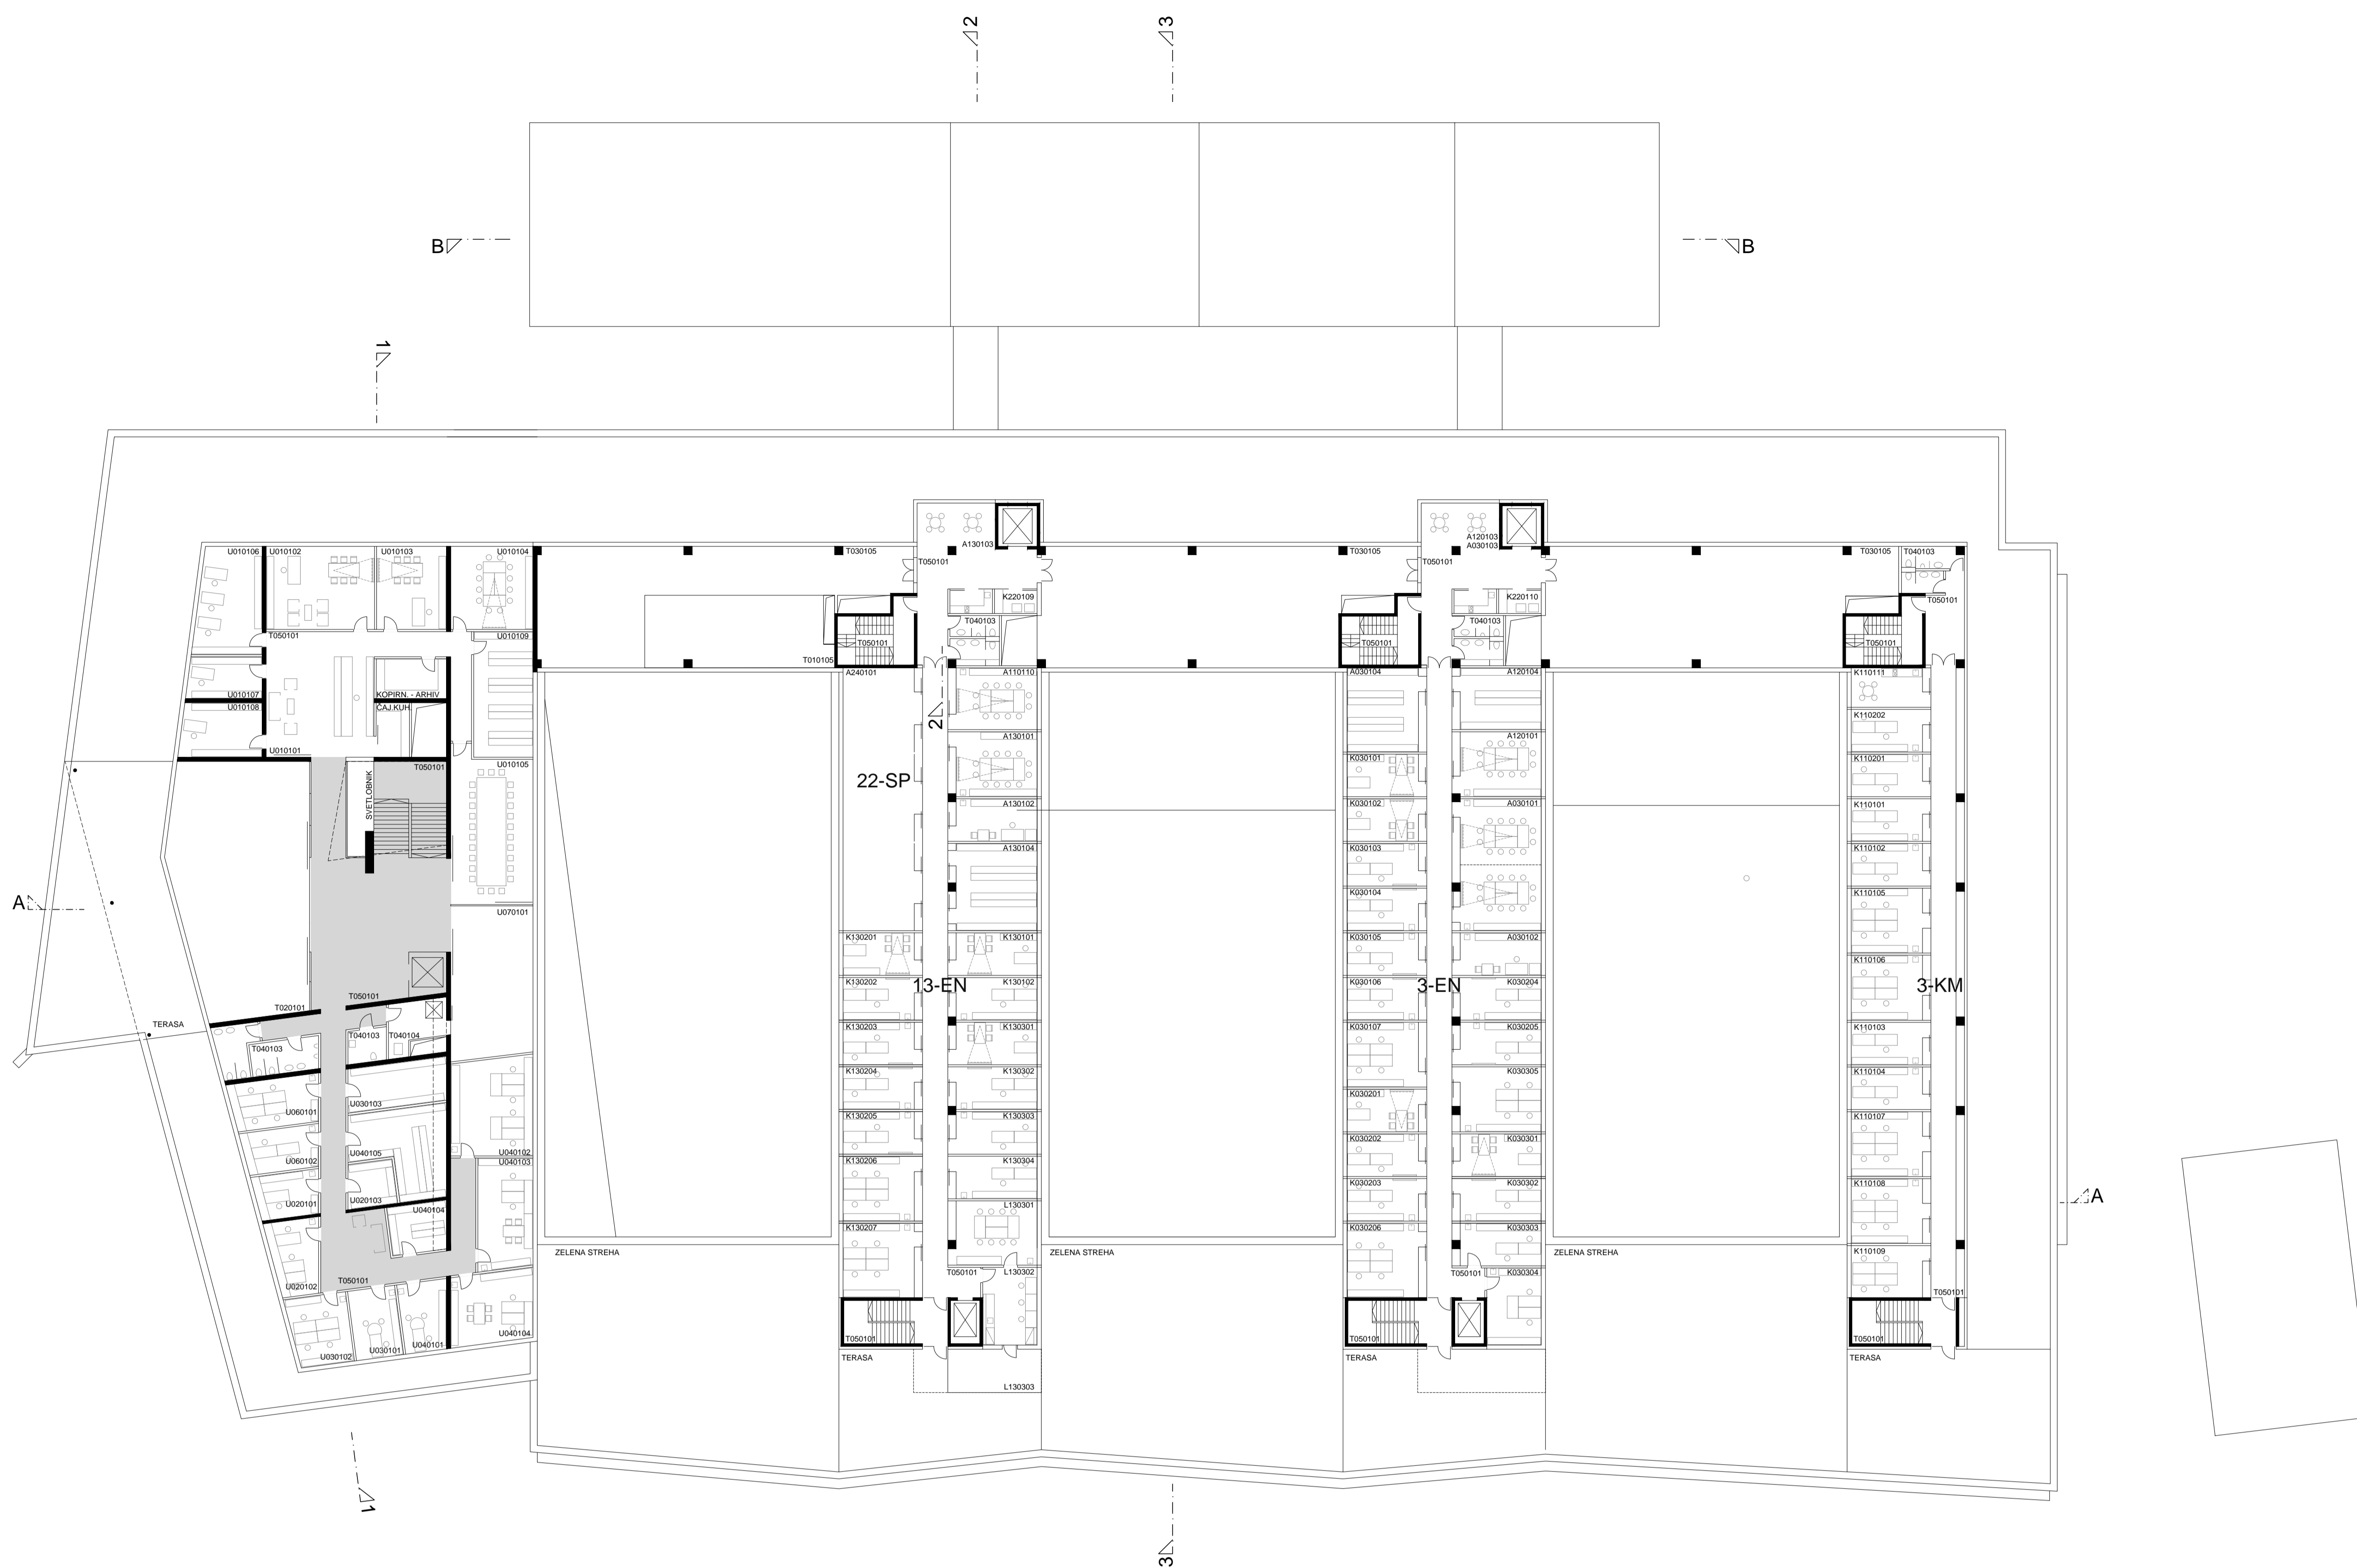 2
3
B
B
1
U010106
U010102
U010103
U010104
T030105
A130103
T050101
T030105
A120103
A030103
T050101
T030105
T040103
K220109
K220110
T050101
T040103
T040103
T050101
U010109
T050101
T050101
T050101
T010105
A240101
A110110
A030104
A120104
K110111
U010107
KOPIRN. - ARHIV
U010108
ČAJ.KUH.
K110202
2
A130101
A120101
U010101
K030101
K110201
T050101
U010105
SVETLOBNIK
22-SP
A130102
K030102
A030101
K110101
A130104
K030103
K110102
K030104
K110105
A
U070101
K130201
K130101
K030105
A030102
K110106
K130202
13-EN
K130102
K030106
3-EN
K030204
3-KM
T050101
T020101
TERASA
K130203
K130301
K030107
K030205
K110103
T040103
T040104
T040103
K130204
K130302
K030305
K110104
U060101
U030103
K130205
K130303
K030201
K110107
U040105
U040102
K030202
K030301
U060102
U040103
K130206
K130304
K030203
K030302
K110108
U020101
U020103
U040104
L130301
A
K130207
K030206
K030303
ZELENA STREHA
ZELENA STREHA
ZELENA STREHA
K110109
T050101
L130302
T050101
K030304
U020102
T050101
T050101
U040104
T050101
T050101
T050101
U030102
U030101
U040101
TERASA
TERASA
TERASA
L130303
1
3